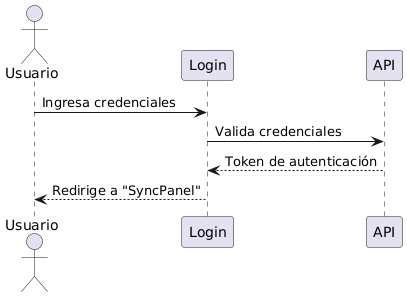 Usuario
Login
API
Ingresa credenciales
Valida credenciales
Token de autenticación
Redirige a "SyncPanel"
Usuario
Login
API